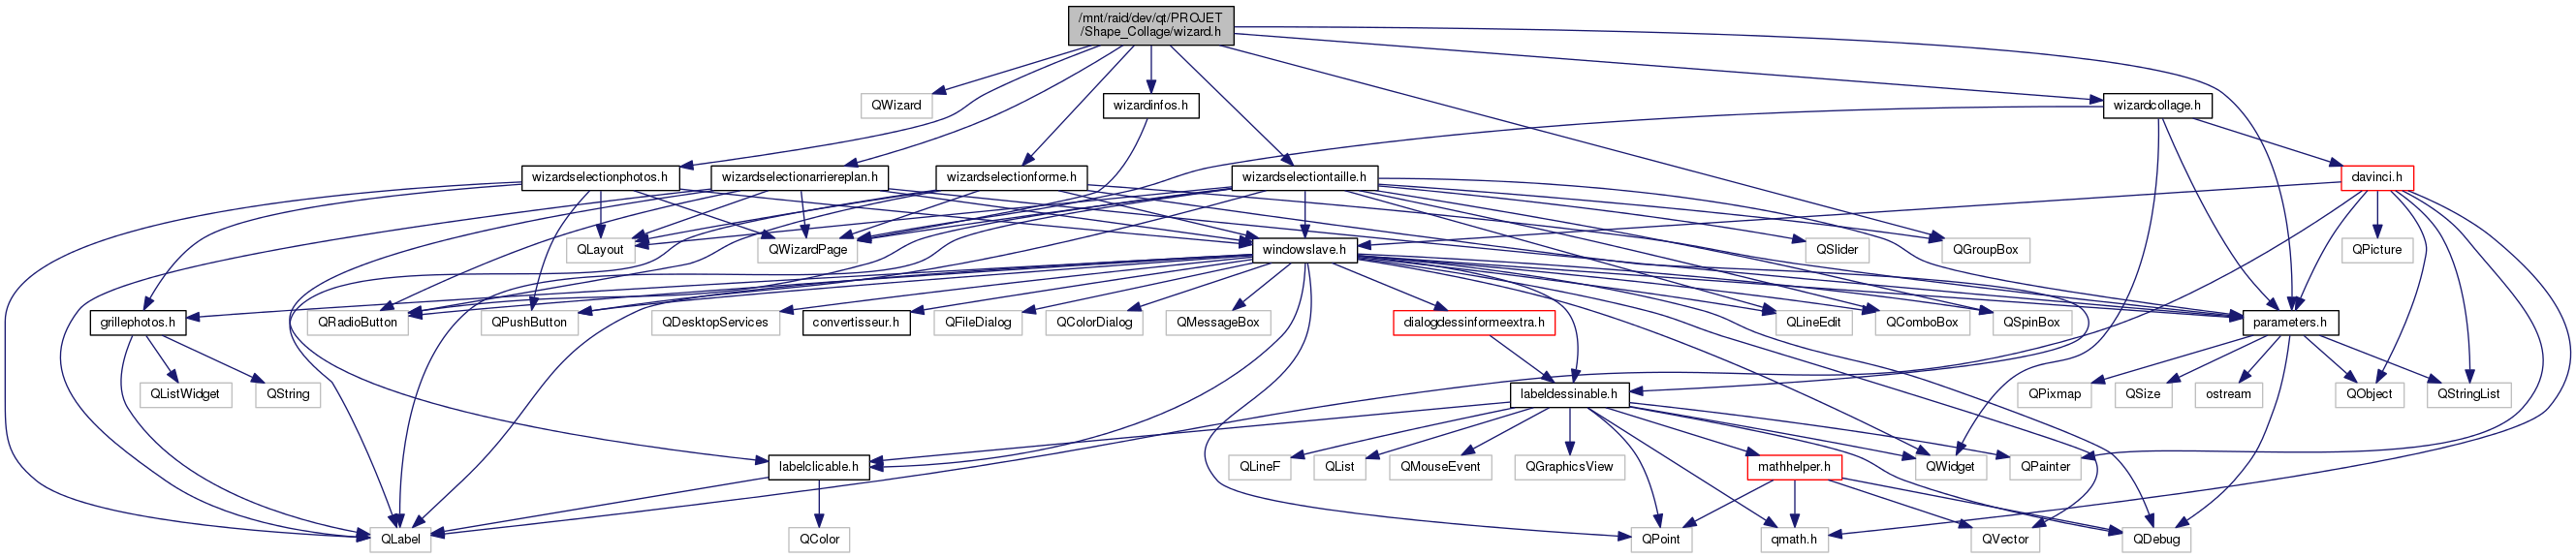 /mnt/raid/dev/qt/PROJET
/Shape_Collage/wizard.h
QWizard
wizardinfos.h
wizardcollage.h
wizardselectionphotos.h
wizardselectionarriereplan.h
wizardselectionforme.h
wizardselectiontaille.h
davinci.h
QLayout
QWizardPage
windowslave.h
QSlider
QGroupBox
QPicture
grillephotos.h
QRadioButton
QPushButton
QDesktopServices
convertisseur.h
QFileDialog
QColorDialog
QMessageBox
dialogdessinformeextra.h
QLineEdit
QComboBox
QSpinBox
parameters.h
QListWidget
QString
labeldessinable.h
QPixmap
QSize
ostream
QObject
QStringList
labelclicable.h
QLineF
QList
QMouseEvent
QGraphicsView
mathhelper.h
QWidget
QPainter
QLabel
QColor
QPoint
qmath.h
QVector
QDebug